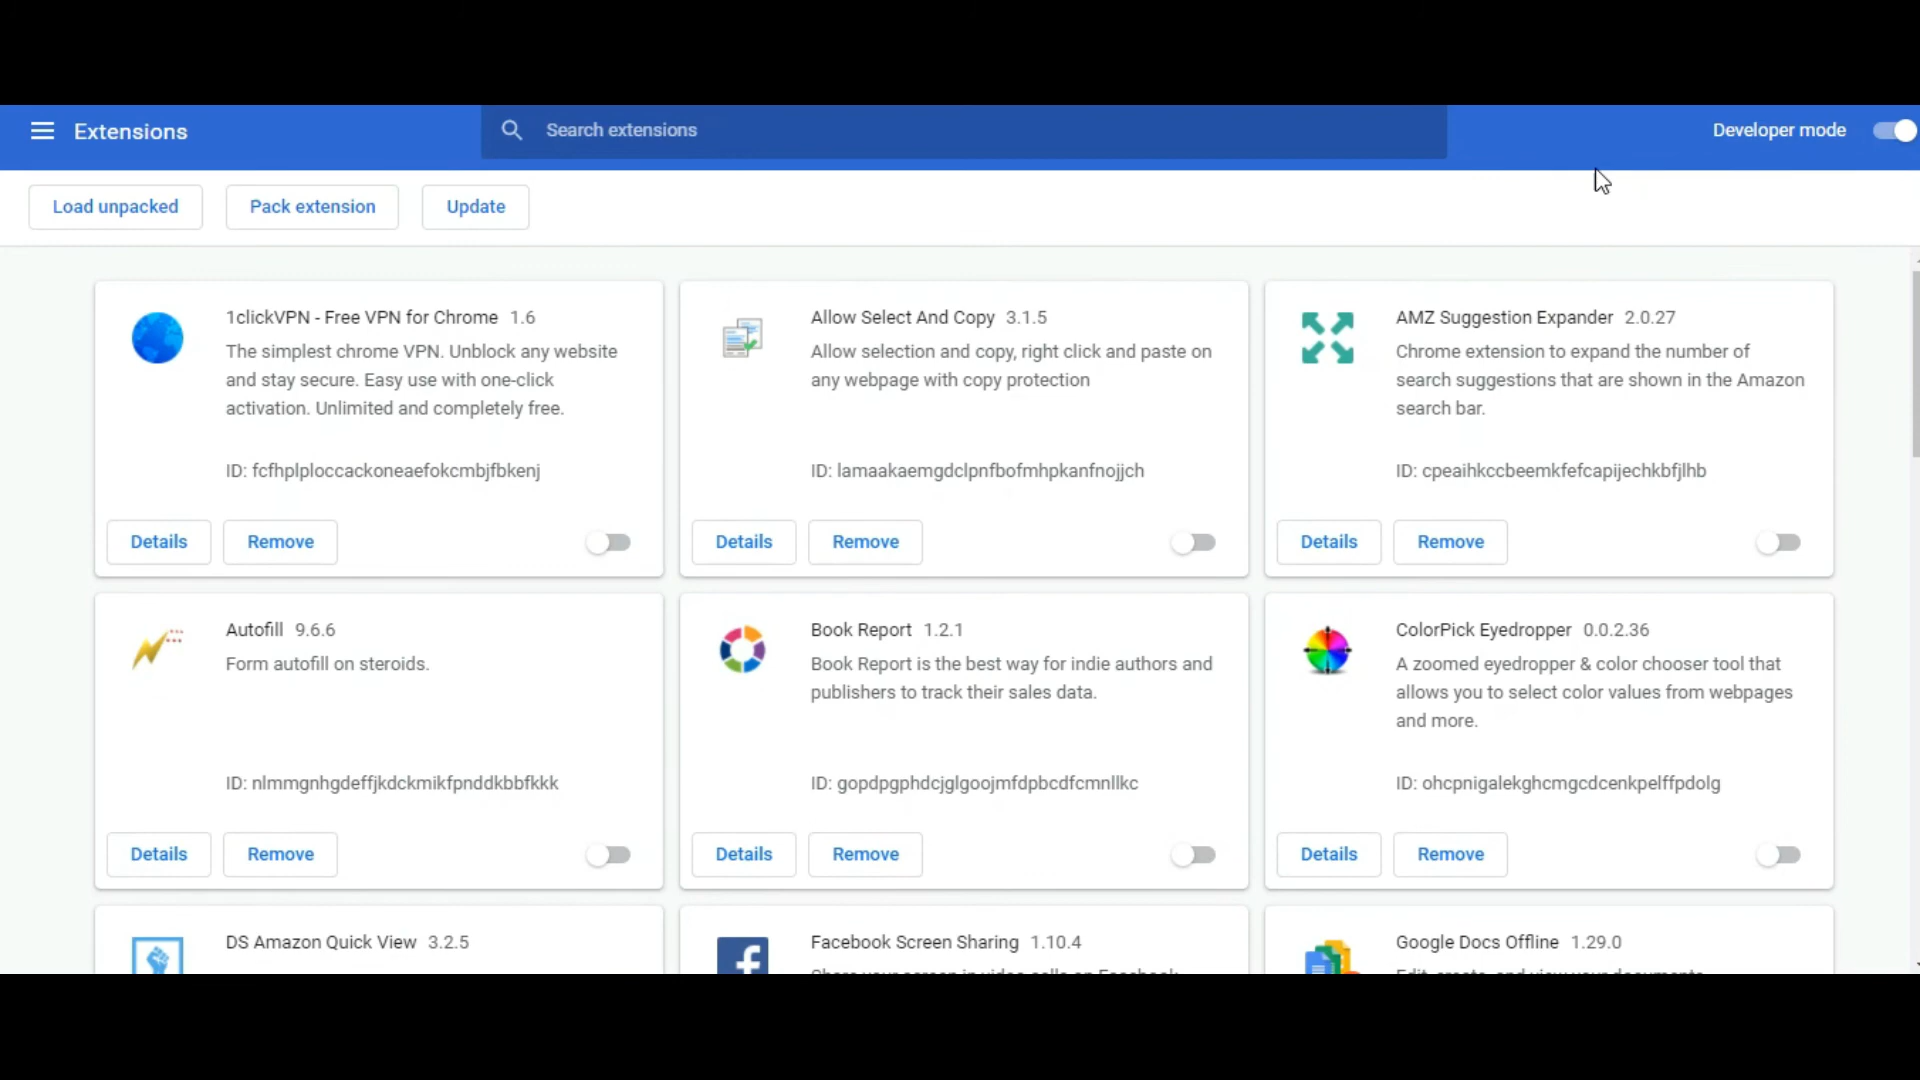 Extensions
Search extensions
Developer mode
Load unpacked
Pack extension
Update
1clickVPN - Free VPN for Chrome 1.6
The simplest chrome VPN. Unblock any website
and stay secure. Easy use with one-click
activation. Unlimited and completely free.
ID: fcfhplploccackoneaefokcmbjfbkenj
Details
Remove
Allow Select And Copy 3.1.5
Allow selection and copy, right click and paste on
any webpage with copy protection
ID: lamaakaemgdclpnfbofmhpkanfnojjch
Details
Remove
AMZ Suggestion Expander 2.0.27
Chrome extension to expand the number of
search suggestions that are shown in the Amazon
search bar.
ID: cpeaihkccbeemkfefcapijechkbfjlhb
Details
Remove
Autofill 9.6.6
Form autofill on steroids.
ID: nlmmgnhgdeffjkdckmikfpnddkbbfkkk
Details
Remove
Book Report 1.2.1
Book Report is the best way for indie authors and
publishers to track their sales data.
ID: gopdpgphdcjglgoojmfdpbcdfcmnllkc
Details
Remove
ColorPick Eyedropper 0.0.2.36
A zoomed eyedropper & color chooser tool that
allows you to select color values from webpages
and more.
ID: ohcpnigalekghcmgcdcenkpelffpdolg
Details
Remove
DS Amazon Quick View 3.2.5
Facebook Screen Sharing 1.10.4
Google Docs Offline 1.29.0